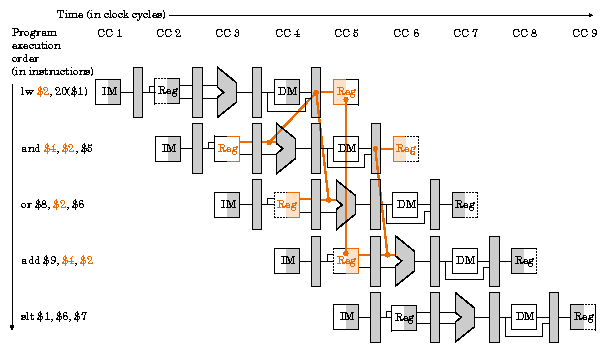 Time (in clock cycles)
Program
execution
order
(in instructions)
CC 1 CC 2 CC 3 CC 4 CC 5 CC 6 CC 7 CC 8 CC 9
lw $2, 20($1) IM Reg DM Reg
and $4, $2, $5 IM Reg DM Reg
or $8, $2, $6 IM Reg DM Reg
add $9, $4, $2 IM Reg DM Reg
slt $1, $6, $7 IM Reg DM Reg